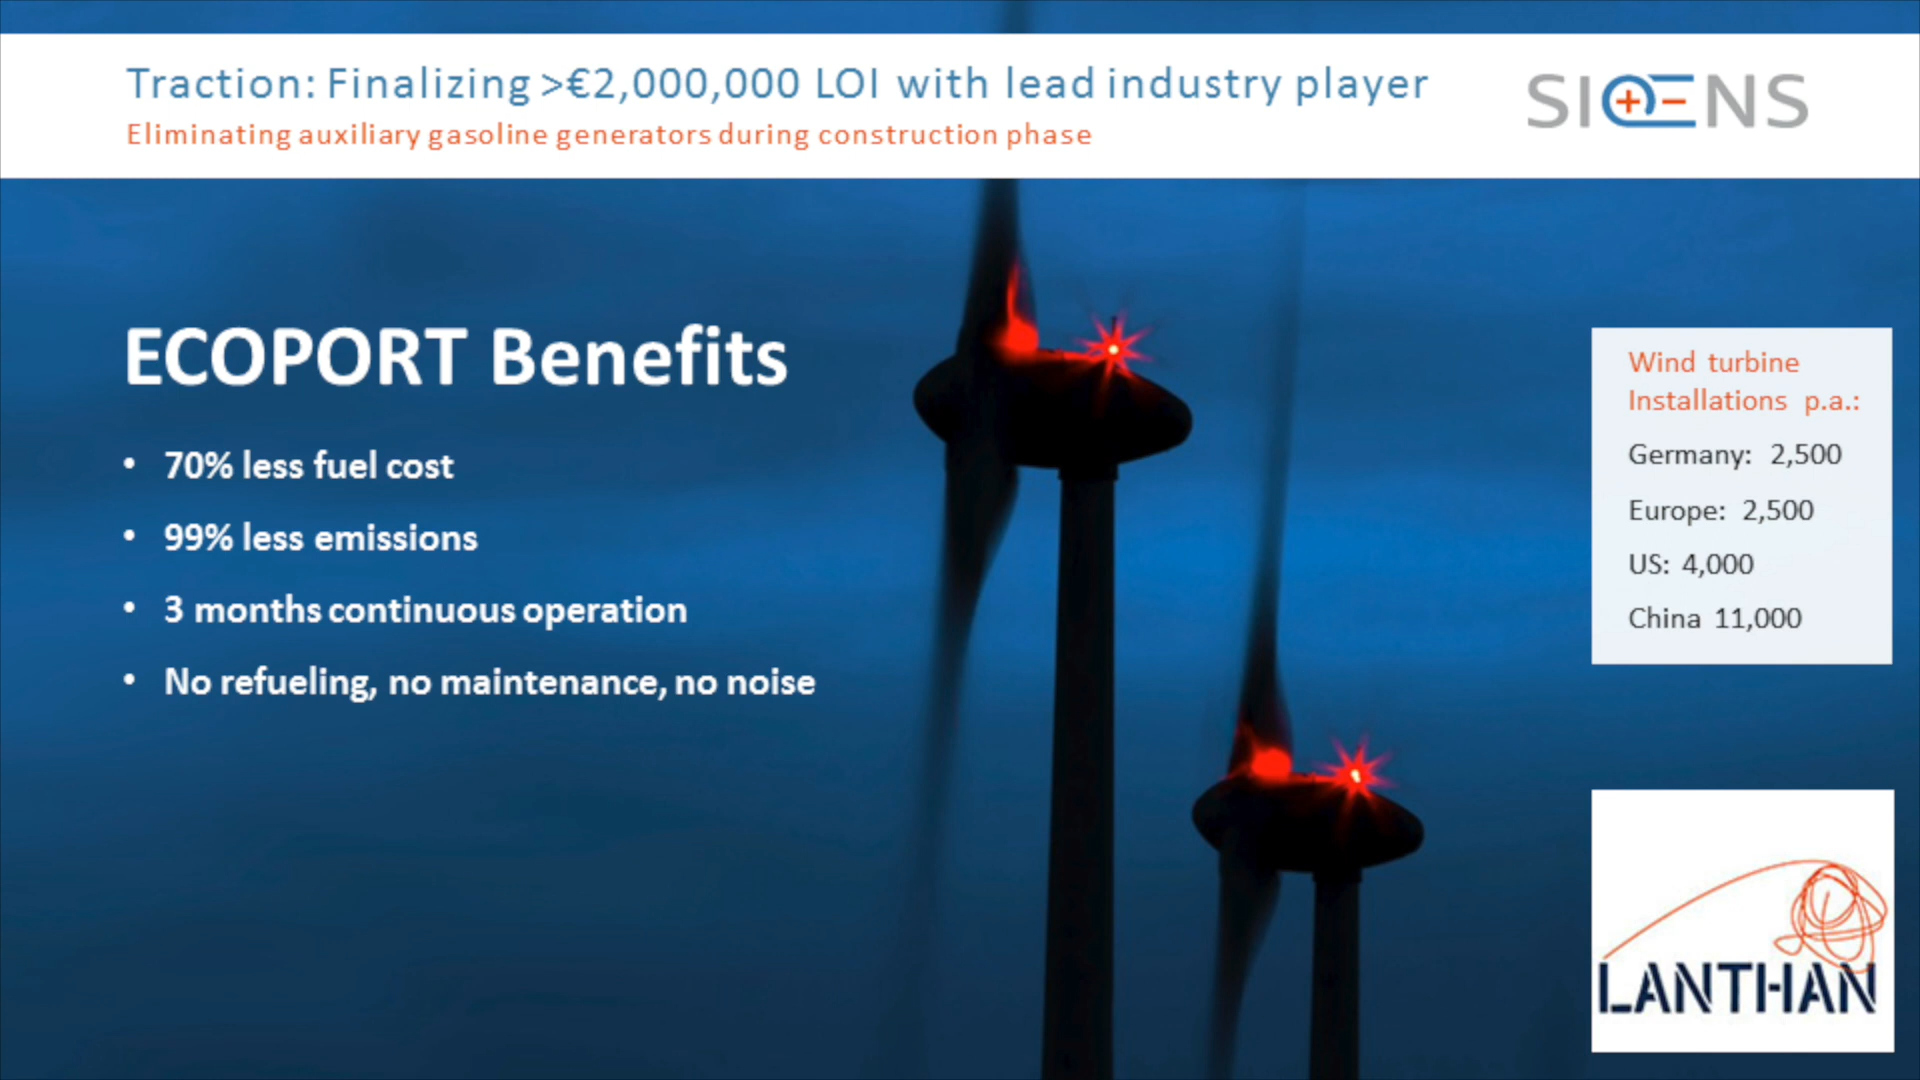 Traction: Finalizing >€2,000,000 LOI with lead industry player
Eliminating auxiliary gasoline generators during construction phase
SIQENS
ECOPORT Benefits
• 70% less fuel cost
• 99% less emissions
• 3 months continuous operation
• No refueling, no maintenance, no noise
Wind turbine
Installations p.a.:
Germany: 2,500
Europe: 2,500
US: 4,000
China 11,000
LANTHAN